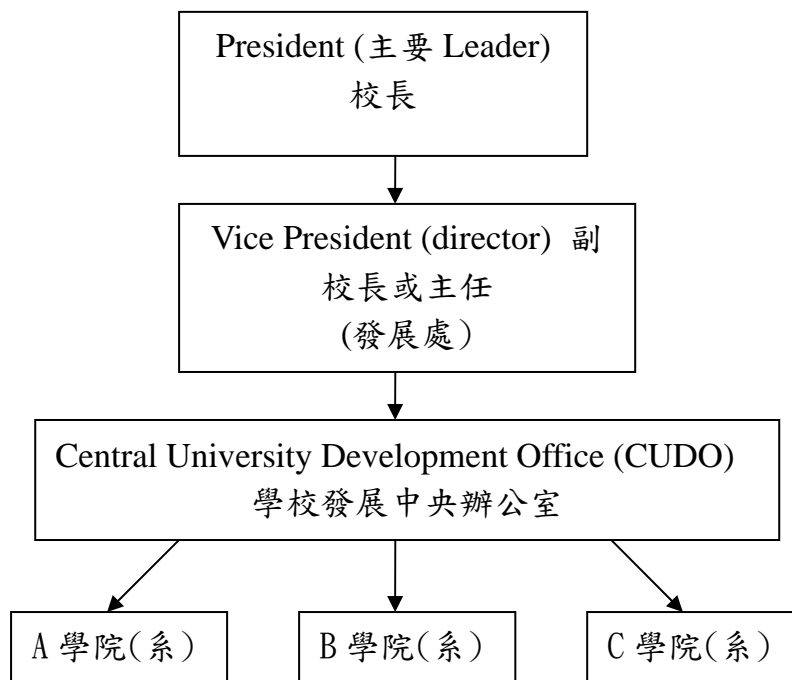 President (主要 Leader)
校長
Vice President (director) 副
校長或主任
(發展處)
Central University Development Office (CUDO)
學校發展中央辦公室
A 學院(系)
B 學院(系)
C 學院(系)